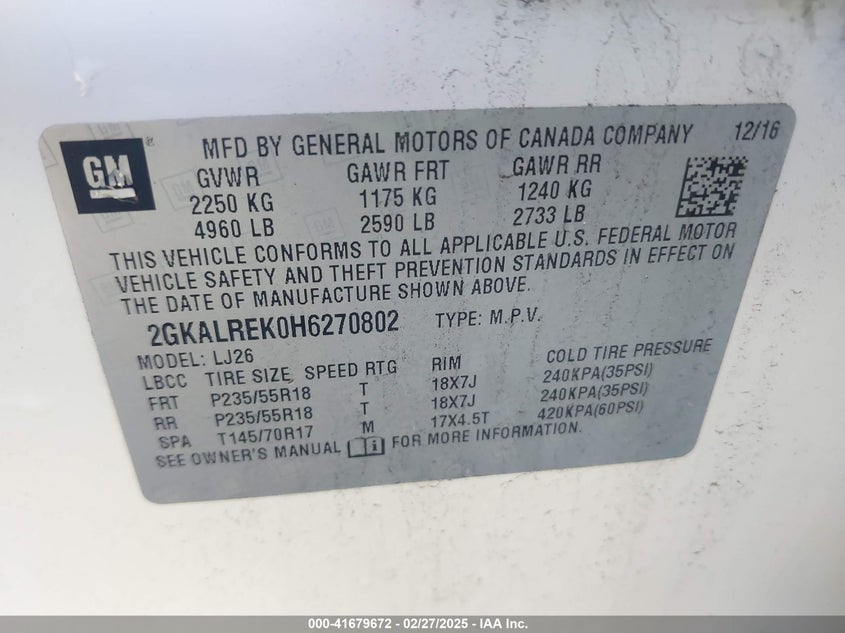 GM
MFD BY GENERAL MOTORS OF CANADA COMPANY 12/16
GVWR GAWR FRT GAWR RR
2250 KG 1175 KG 1240 KG
4960 LB 2590 LB 2733 LB
THIS VEHICLE CONFORMS TO ALL APPLICABLE U.S. FEDERAL MOTOR
VEHICLE SAFETY AND THEFT PREVENTION STANDARDS IN EFFECT ON
THE DATE OF MANUFACTURE SHOWN ABOVE.
2GKALREK0H6270802 TYPE: M.P.V.
MODEL: LJ26
LBCC TIRE SIZE SPEED RTG RIM COLD TIRE PRESSURE
FRT P235/55R18 T 18X7J 240KPA(35PSI)
RR P235/55R18 T 18X7J 240KPA(35PSI)
SPA T145/70R17 M 17X4.5T 420KPA(60PSI)
SEE OWNER'S MANUAL FOR MORE INFORMATION.
000-41679672 / 02/27/2025 - IAA Inc.